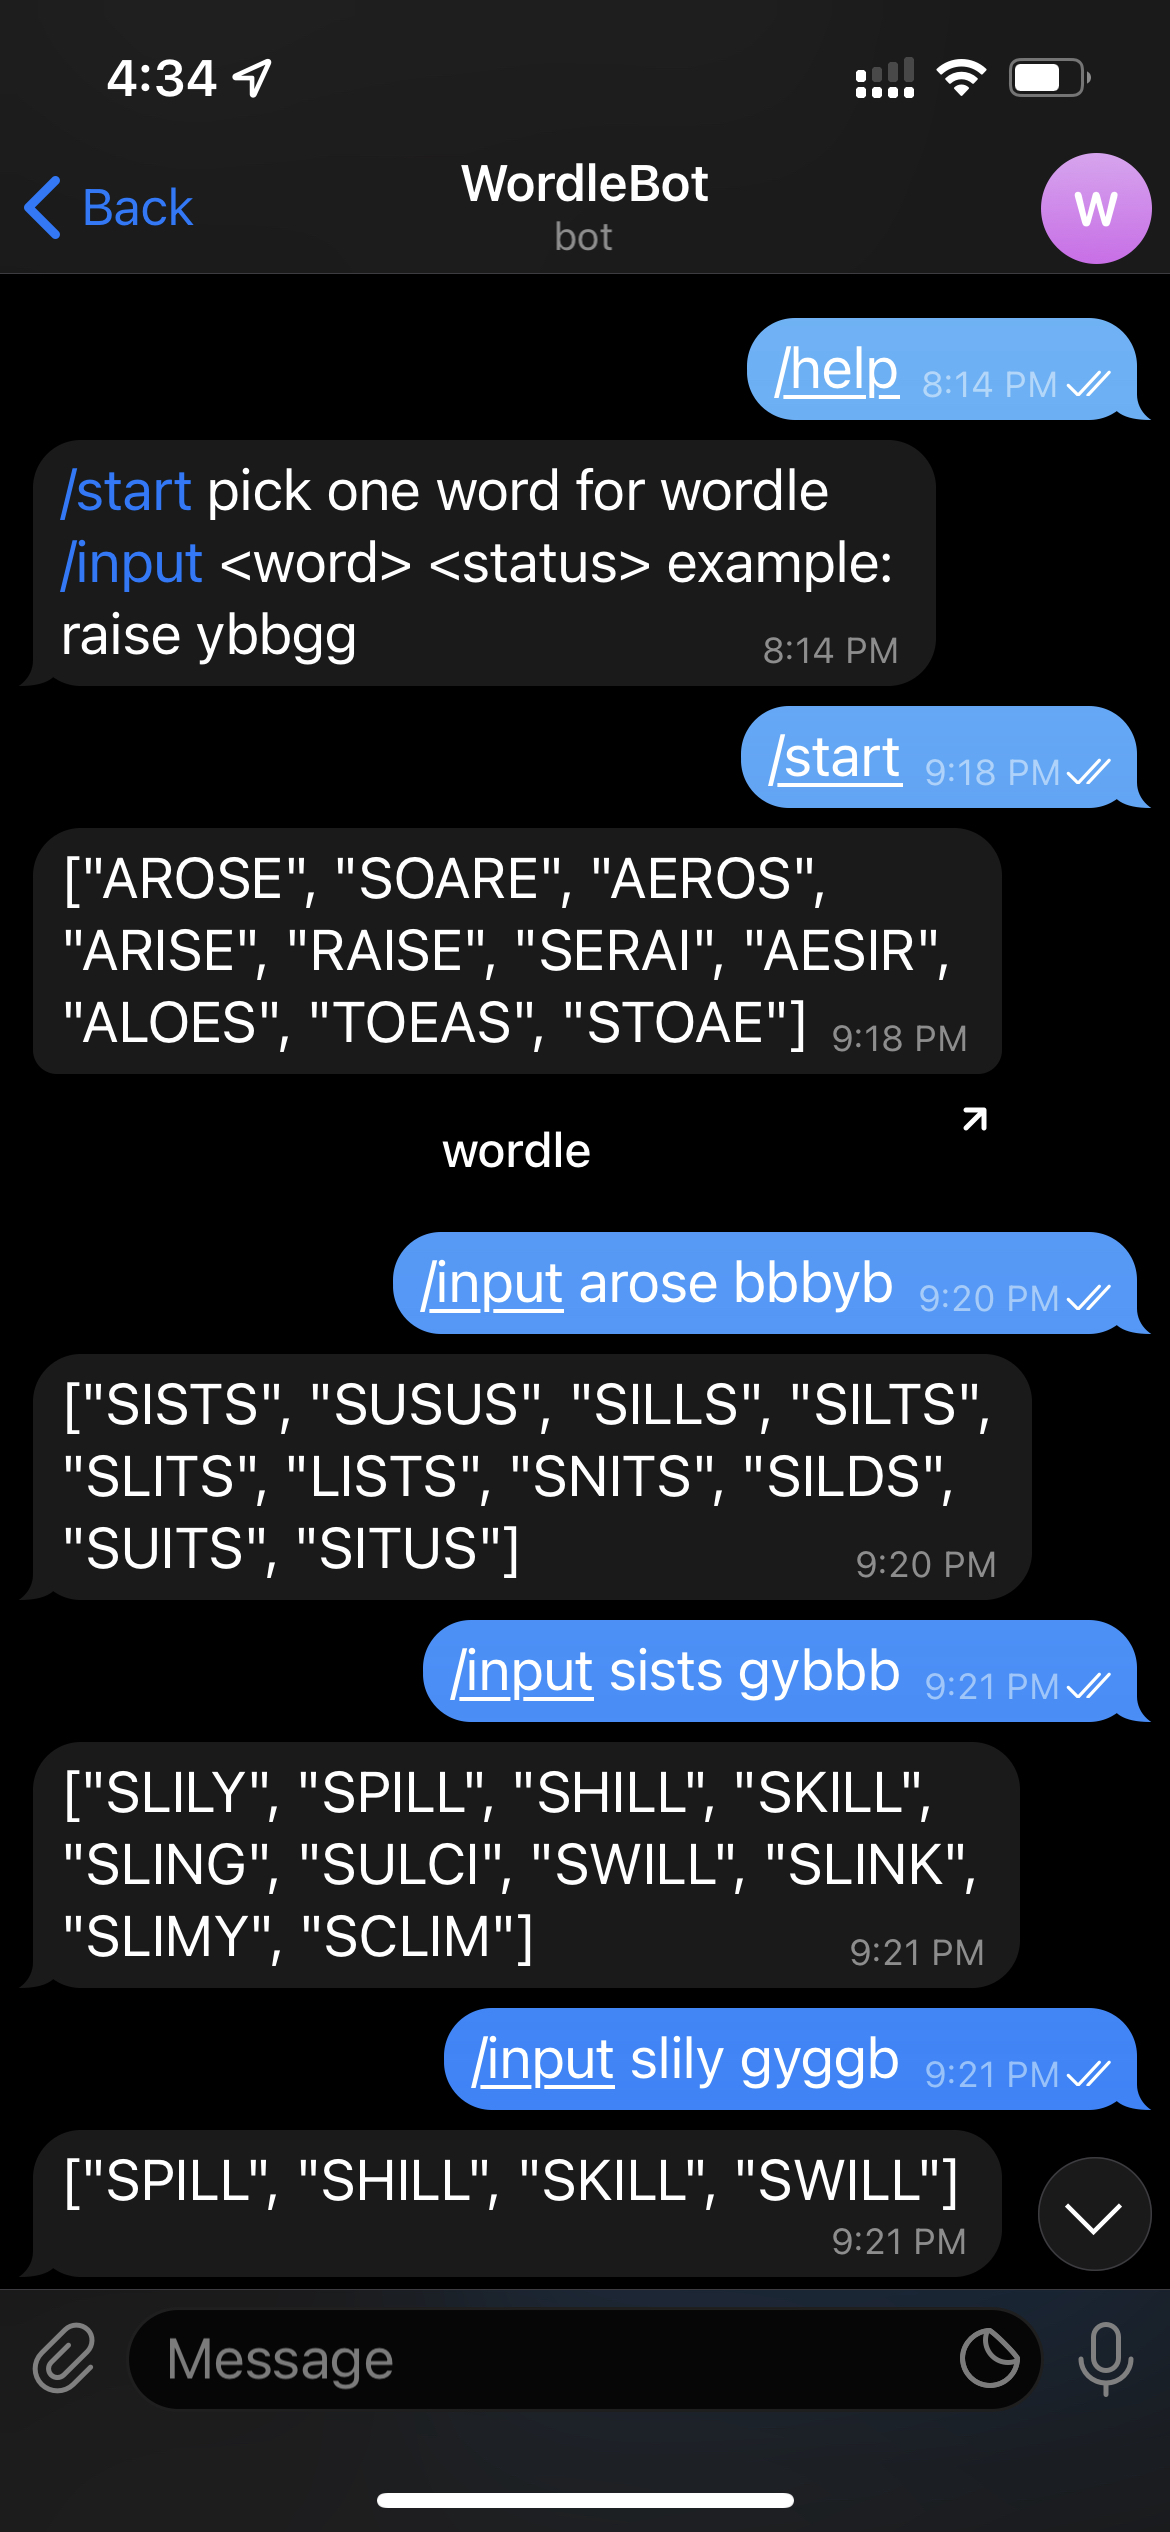 4:34
Back
WordleBot
bot
W
/help 8:14 PM
/start pick one word for wordle
/input <word> <status> example:
raise ybbgg
8:14 PM
/start 9:18 PM
["AROSE", "SOARE", "AEROS",
"ARISE", "RAISE", "SERAI", "AESIR",
"ALOES", "TOEAS", "STOAE"] 9:18 PM
wordle
/input arose bbbyb 9:20 PM
["SISTS", "SUSUS", "SILLS", "SILTS",
"SLITS", "LISTS", "SNITS", "SILDS",
"SUITS", "SITUS"] 9:20 PM
/input sists gybbb 9:21 PM
["SLILY", "SPILL", "SHILL", "SKILL",
"SLING", "SULCI", "SWILL", "SLINK",
"SLIMY", "SCLIM"] 9:21 PM
/input slily gyggb 9:21 PM
["SPILL", "SHILL", "SKILL", "SWILL"]
9:21 PM
Message